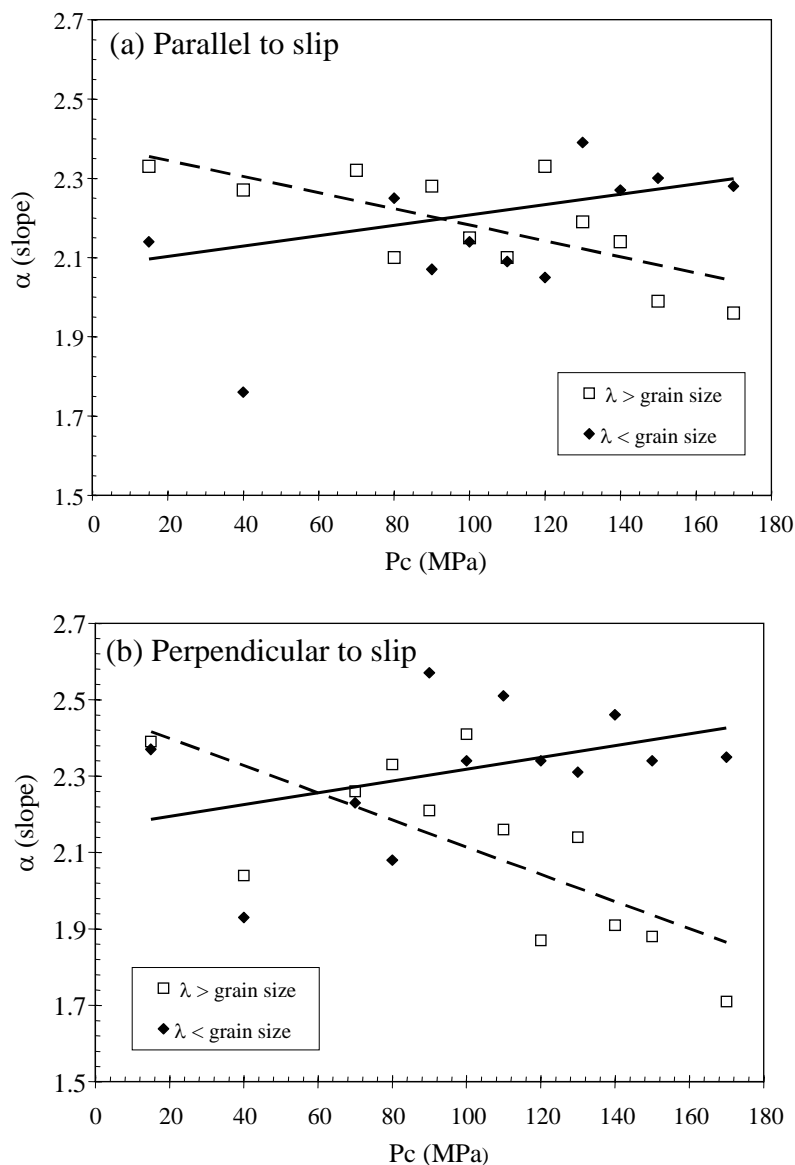 (a) Parallel to slip
2.7
2.5
2.3
2.1
1.9
1.7
1.5
α (slope)
λ > grain size
λ < grain size
0 20 40 60 80 100 120 140 160 180
Pc (MPa)
(b) Perpendicular to slip
2.7
2.5
2.3
2.1
1.9
1.7
1.5
α (slope)
λ > grain size
λ < grain size
0 20 40 60 80 100 120 140 160 180
Pc (MPa)